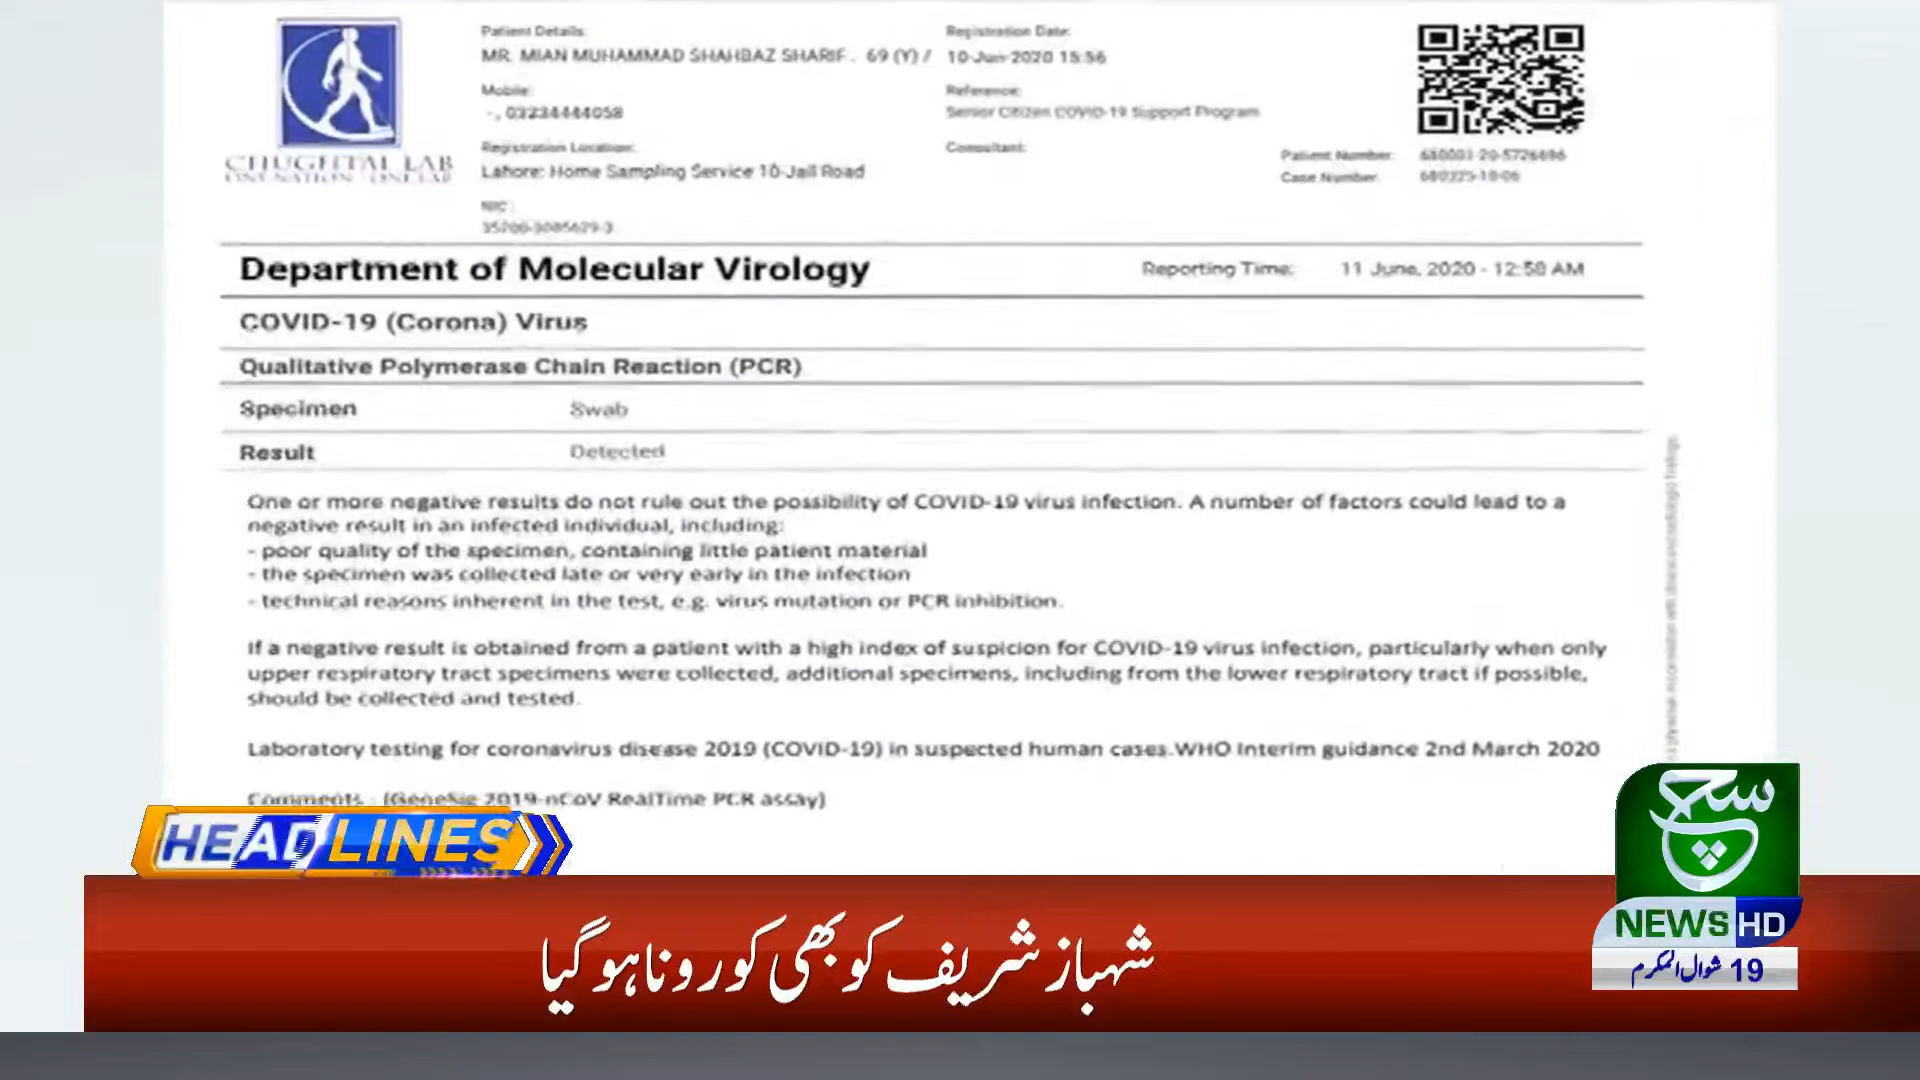 Patient Details:
MR. MIAN MUHAMMAD SHAHBAZ SHARIF . 69 (Y) /
Mobile:
- , 03234444058
Registration Location:
Lahore: Home Sampling Service 10-Jail Road
NIC :
Registration Date:
10-Jun-2020 15:56
Reference:
Senior Citizen COVID-19 Support Program
Consultant:
Patient Number:
Case Number:
CHUGHTAI LAB
Department of Molecular Virology
Reporting Time: 11 June, 2020 - 12:58 AM
COVID-19 (Corona) Virus
Qualitative Polymerase Chain Reaction (PCR)
Specimen Swab
Result Detected
One or more negative results do not rule out the possibility of COVID-19 virus infection. A number of factors could lead to a
negative result in an infected individual, including:
- poor quality of the specimen, containing little patient material
- the specimen was collected late or very early in the infection
- technical reasons inherent in the test, e.g. virus mutation or PCR inhibition.
If a negative result is obtained from a patient with a high index of suspicion for COVID-19 virus infection, particularly when only
upper respiratory tract specimens were collected, additional specimens, including from the lower respiratory tract if possible,
should be collected and tested.
Laboratory testing for coronavirus disease 2019 (COVID-19) in suspected human cases.WHO Interim guidance 2nd March 2020
Comments : (GeneSig 2019-nCoV RealTime PCR assay)
HEADLINES
شہباز شریف کو بھی کورونا ہو گیا
سچ
NEWS HD
19 شوال المکرم